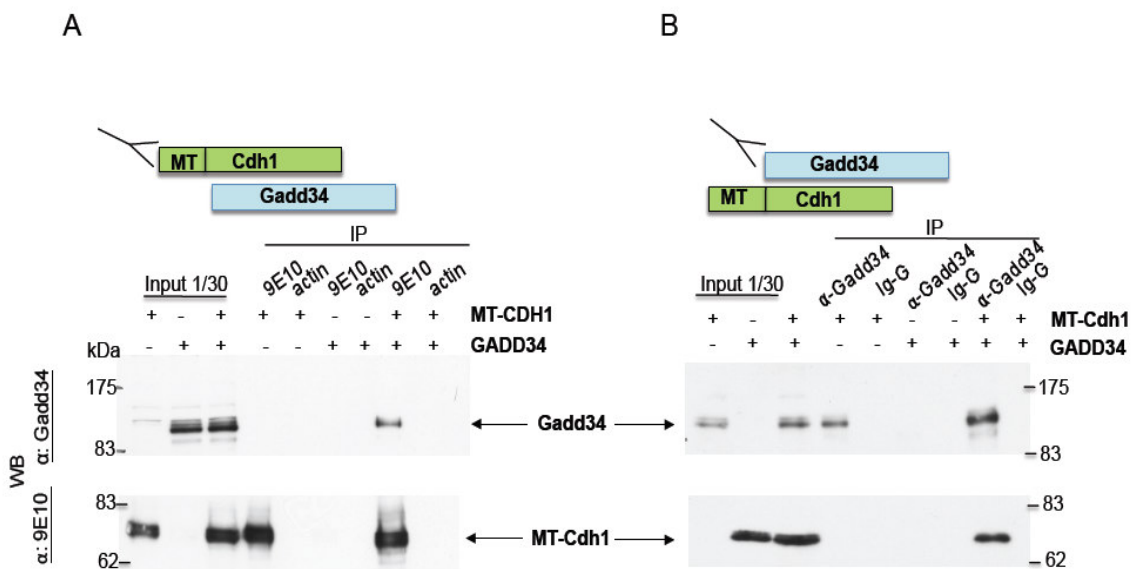 A
B
MT Cdh1
Gadd34
Gadd34
MT Cdh1
IP
IP
Input 1/30
9E10 actin 9E10 actin 9E10 actin
Input 1/30
α-Gadd34 Ig-G α-Gadd34 Ig-G α-Gadd34 Ig-G
+ - + + + - - + + MT-CDH1
- + + - - + + + + GADD34
+ - + + + - - + + MT-Cdh1
- + + - - + + + + GADD34
kDa
WB
α: Gadd34
175
83
Gadd34
175
83
α: 9E10
83
62
MT-Cdh1
83
62